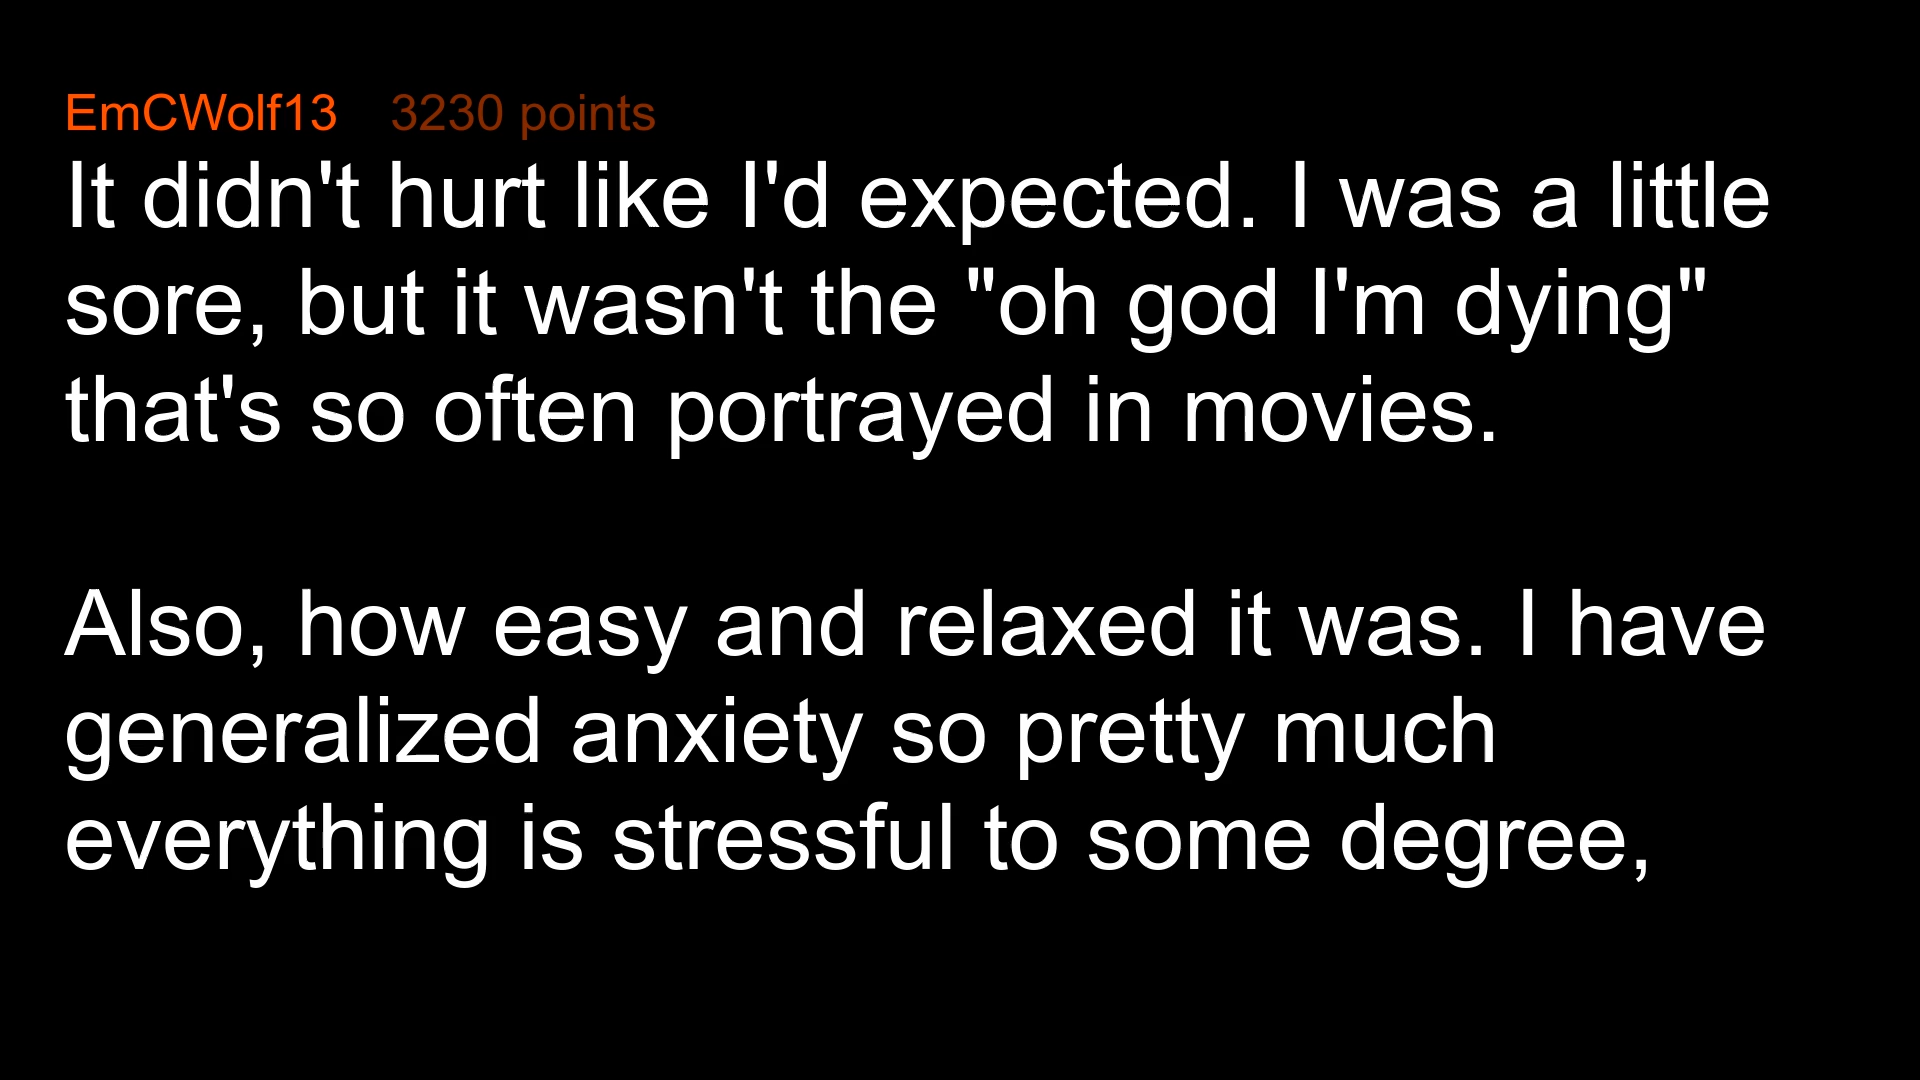 EmCWolf13 3230 points
It didn't hurt like I'd expected. I was a little
sore, but it wasn't the "oh god I'm dying"
that's so often portrayed in movies.
Also, how easy and relaxed it was. I have
generalized anxiety so pretty much
everything is stressful to some degree,